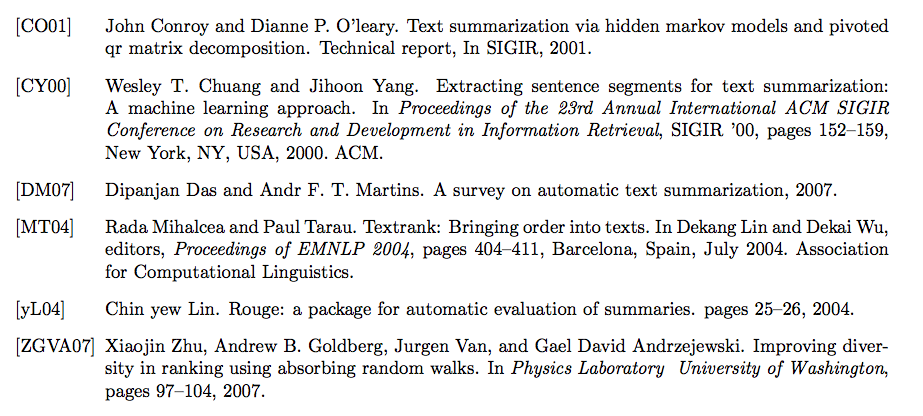 [CO01] John Conroy and Dianne P. O'leary. Text summarization via hidden markov models and pivoted
qr matrix decomposition. Technical report, In SIGIR, 2001.
[CY00] Wesley T. Chuang and Jihoon Yang. Extracting sentence segments for text summarization:
A machine learning approach. In Proceedings of the 23rd Annual International ACM SIGIR
Conference on Research and Development in Information Retrieval, SIGIR '00, pages 152–159,
New York, NY, USA, 2000. ACM.
[DM07] Dipanjan Das and Andr F. T. Martins. A survey on automatic text summarization, 2007.
[MT04] Rada Mihalcea and Paul Tarau. Textrank: Bringing order into texts. In Dekang Lin and Dekai Wu,
editors, Proceedings of EMNLP 2004, pages 404–411, Barcelona, Spain, July 2004. Association
for Computational Linguistics.
[yL04] Chin yew Lin. Rouge: a package for automatic evaluation of summaries. pages 25–26, 2004.
[ZGVA07] Xiaojin Zhu, Andrew B. Goldberg, Jurgen Van, and Gael David Andrzejewski. Improving diver-
sity in ranking using absorbing random walks. In Physics Laboratory University of Washington,
pages 97–104, 2007.